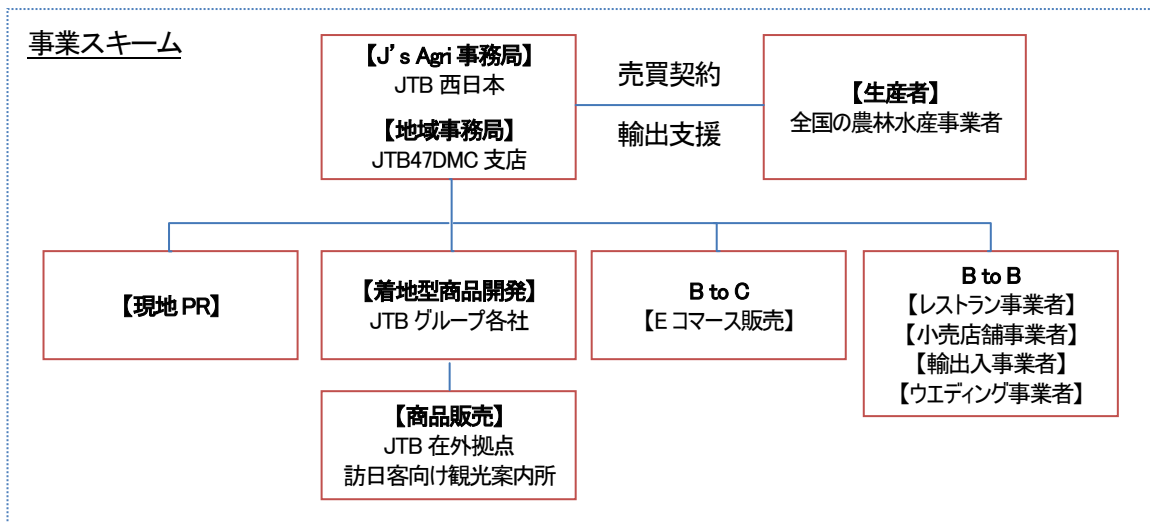 事業スキーム
【J’s Agri 事務局】
JTB 西日本
【地域事務局】
JTB47DMC 支店
売買契約
輸出支援
【生産者】
全国の農林水産事業者
【現地 PR】
【着地型商品開発】
JTB グループ各社
B to C
【E コマース販売】
B to B
【レストラン事業者】
【小売店舗事業者】
【輸出入事業者】
【ウエディング事業者】
【商品販売】
JTB 在外拠点
訪日客向け観光案内所